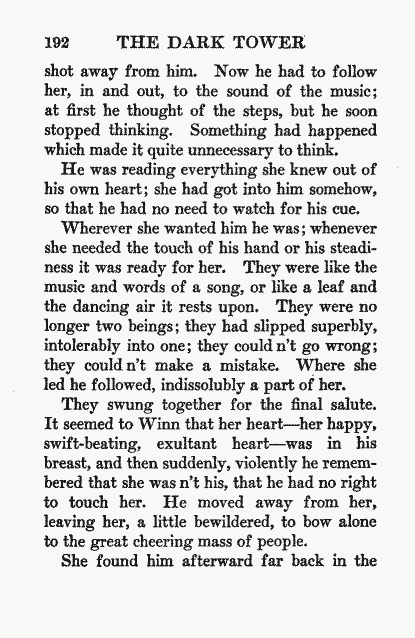 192 THE DARK TOWER
shot away from him. Now he had to follow
her, in and out, to the sound of the music;
at first he thought of the steps, but he soon
stopped thinking. Something had happened
which made it quite unnecessary to think.
He was reading everything she knew out of
his own heart; she had got into him somehow,
so that he had no need to watch for his cue.
Wherever she wanted him he was; whenever
she needed the touch of his hand or his steadi-
ness it was ready for her. They were like the
music and words of a song, or like a leaf and
the dancing air it rests upon. They were no
longer two beings; they had slipped superbly,
intolerably into one; they could n't go wrong;
they could n't make a mistake. Where she
led he followed, indissolubly a part of her.
They swung together for the final salute.
It seemed to Winn that her heart—her happy,
swift-beating, exultant heart—was in his
breast, and then suddenly, violently he remem-
bered that she was n't his, that he had no right
to touch her. He moved away from her,
leaving her, a little bewildered, to bow alone
to the great cheering mass of people.
She found him afterward far back in the